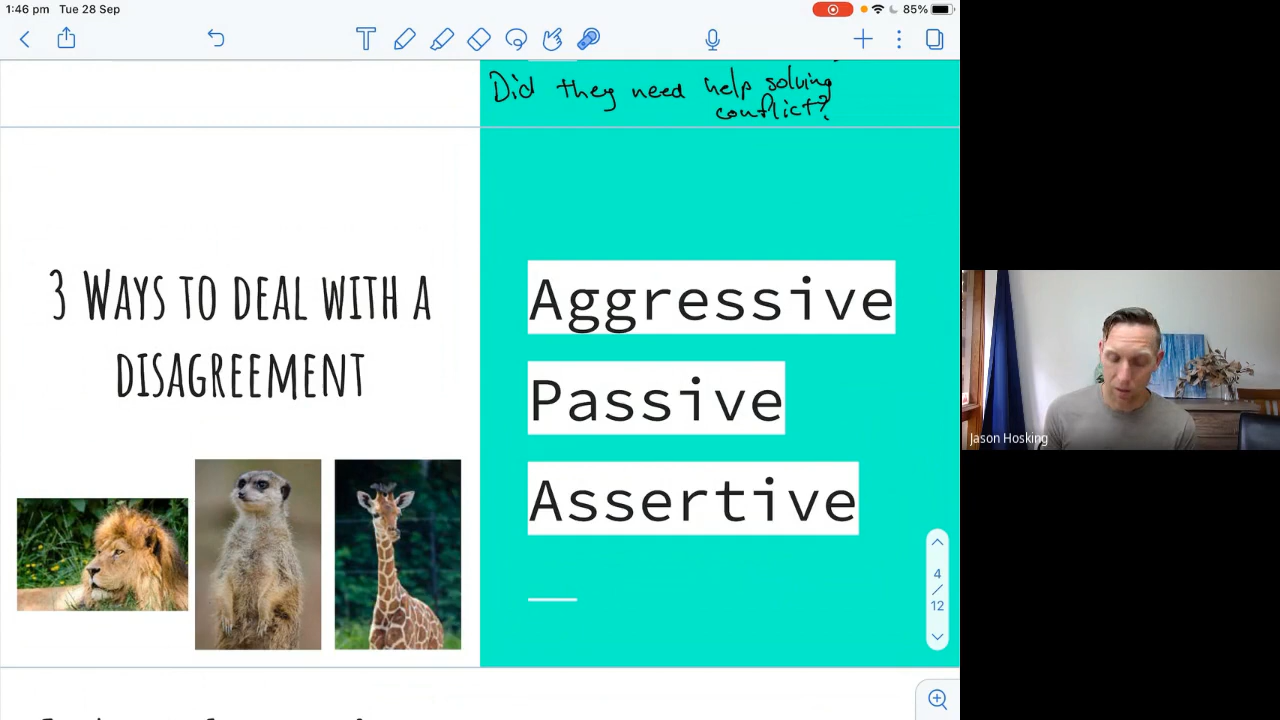 1:46 pm Tue 28 Sep
85%
Did they need help solving
conflict?
3 WAYS TO DEAL WITH A
DISAGREEMENT
Aggressive
Passive
Assertive
4
/
12
Jason Hosking